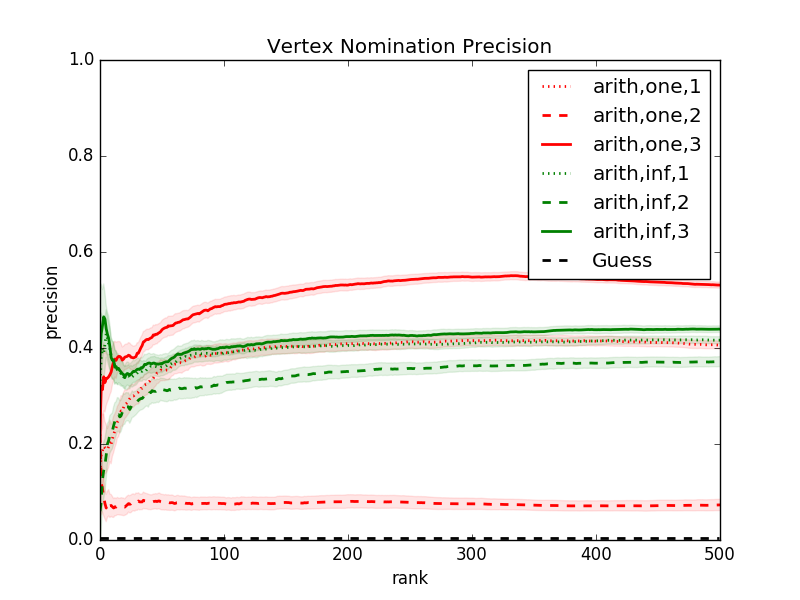 Vertex Nomination Precision
1.0
0.8
0.6
0.4
0.2
0.0
precision
arith,one,1
arith,one,2
arith,one,3
arith,inf,1
arith,inf,2
arith,inf,3
Guess
0 100 200 300 400 500
rank